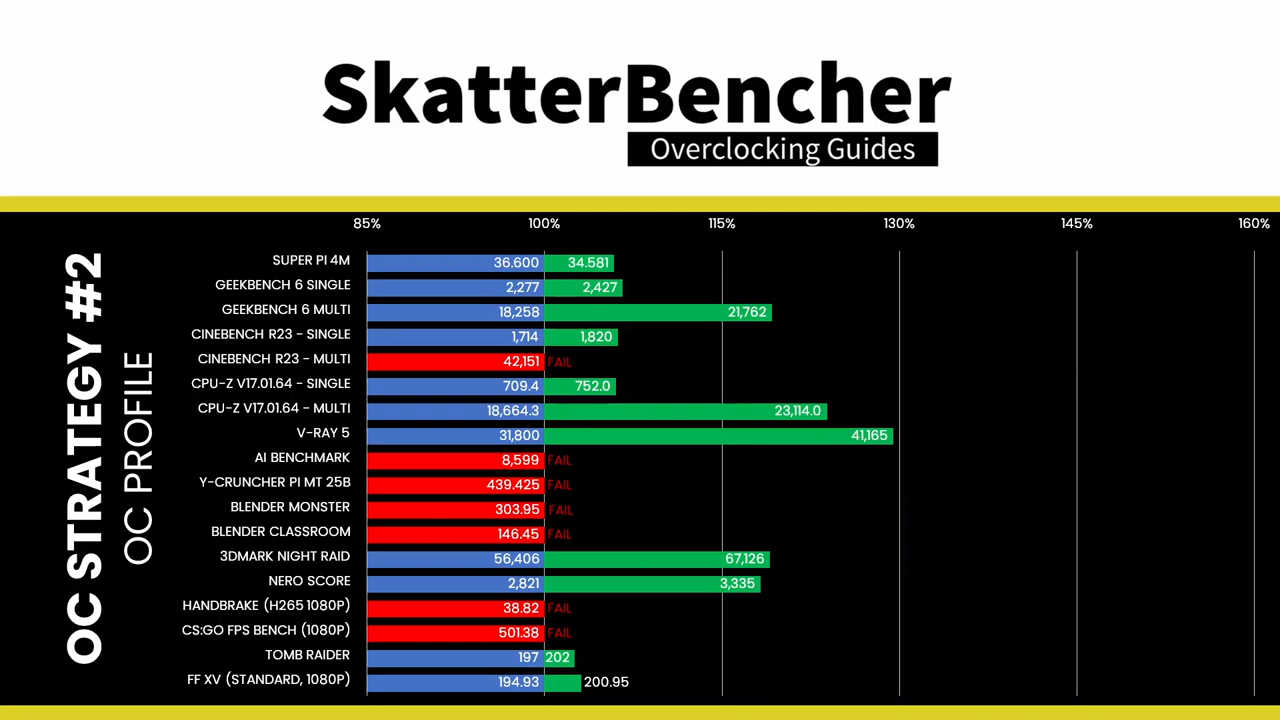 SkatterBencher
Overclocking Guides
85% 100% 115% 130% 145% 160%
OC STRATEGY #2
OC PROFILE
SUPER PI 4M 36.600 34.581
GEEKBENCH 6 SINGLE 2,277 2,427
GEEKBENCH 6 MULTI 18,258 21,762
CINEBENCH R23 - SINGLE 1,714 1,820
CINEBENCH R23 - MULTI 42,151 FAIL
CPU-Z V17.01.64 - SINGLE 709.4 752.0
CPU-Z V17.01.64 - MULTI 18,664.3 23,114.0
V-RAY 5 31,800 41,165
AI BENCHMARK 8,599 FAIL
Y-CRUNCHER PI MT 25B 439.425 FAIL
BLENDER MONSTER 303.95 FAIL
BLENDER CLASSROOM 146.45 FAIL
3DMARK NIGHT RAID 56,406 67,126
NERO SCORE 2,821 3,335
HANDBRAKE (H265 1080P) 38.82 FAIL
CS:GO FPS BENCH (1080P) 501.38 FAIL
TOMB RAIDER 197 202
FF XV (STANDARD, 1080P) 194.93 200.95